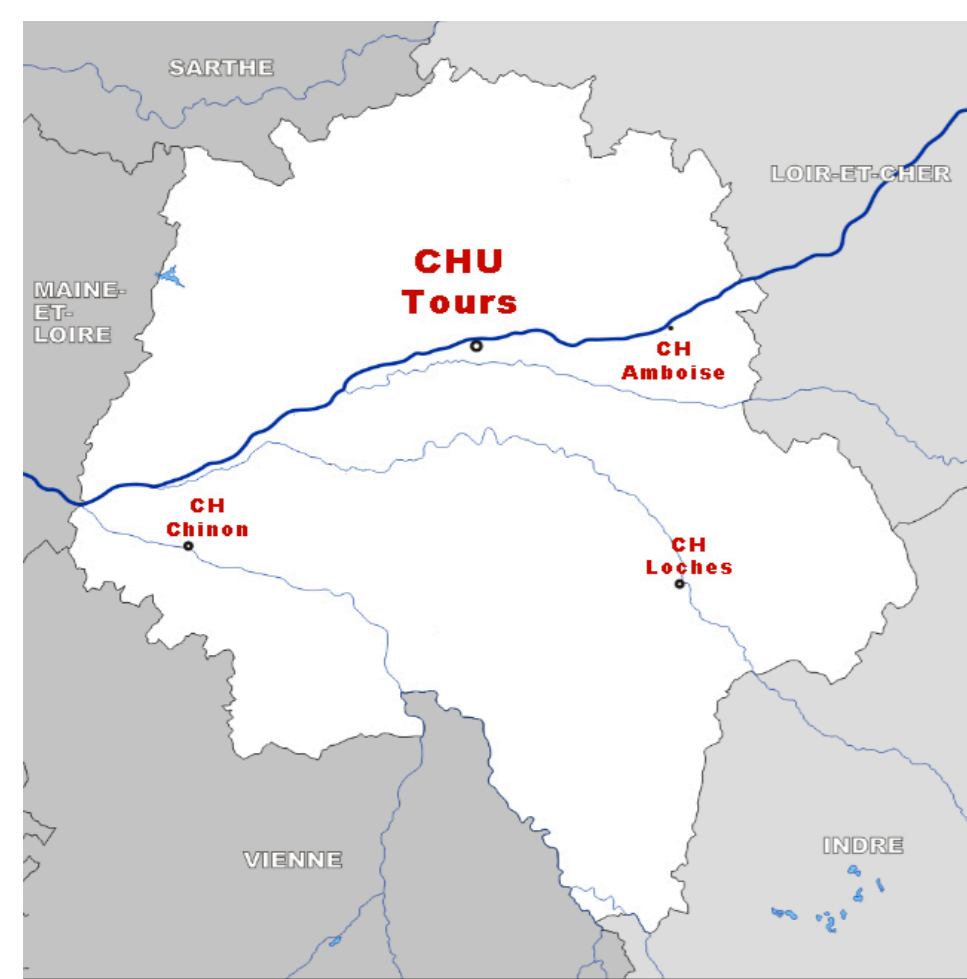 SARTHE
LOIR-ET-CHER
CHU
Tours
MAINE-
ET-
LOIRE
CH
Amboise
CH
Chinon
CH
Loches
VIENNE
INDRE